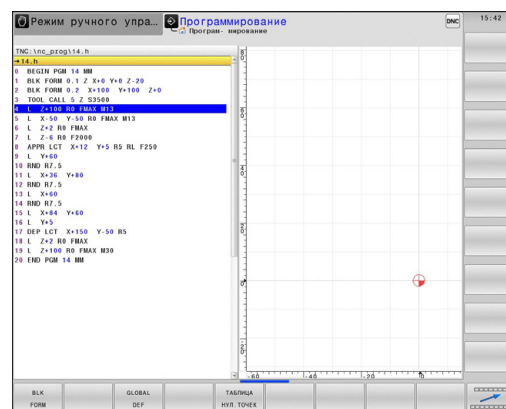 Режим ручного упра...
Программирование
DNC
15:42
Програм- мирование
TNC:\nc_prog\14.h
→14.h
0 BEGIN PGM 14 MM
1 BLK FORM 0.1 Z X+0 Y+0 Z-20
2 BLK FORM 0.2 X+100 Y+100 Z+0
3 TOOL CALL 5 Z S3500
4 L Z+100 R0 FMAX M13
5 L X-50 Y-50 R0 FMAX M13
6 L Z+2 R0 FMAX
7 L Z-6 R0 F2000
8 APPR LCT X+12 Y+5 R5 RL F250
9 L Y+60
10 RND R7.5
11 L X+36 Y+80
12 RND R7.5
13 L X+60
14 RND R7.5
15 L X+84 Y+60
16 L Y+5
17 DEP LCT X+150 Y-50 R5
18 L Z+2 R0 FMAX
19 L Z+100 R0 FMAX M30
20 END PGM 14 MM
-60 -40 -20 0
BLK FORM
GLOBAL DEF
ТАБЛИЦА НУЛ.ТОЧЕК